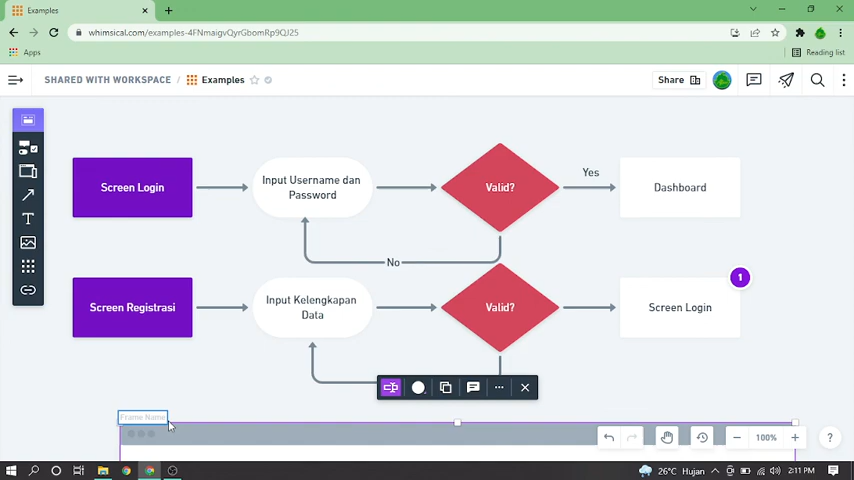 Examples
whimsical.com/examples-4FNmaigvQyrGbomRp9QJ25
Apps
Reading list
SHARED WITH WORKSPACE / Examples
Share
Screen Login
Input Username dan
Password
Valid?
Yes
Dashboard
No
1
Screen Registrasi
Input Kelengkapan
Data
Valid?
Screen Login
Frame Name
100%
?
26°C Hujan
2:11 PM